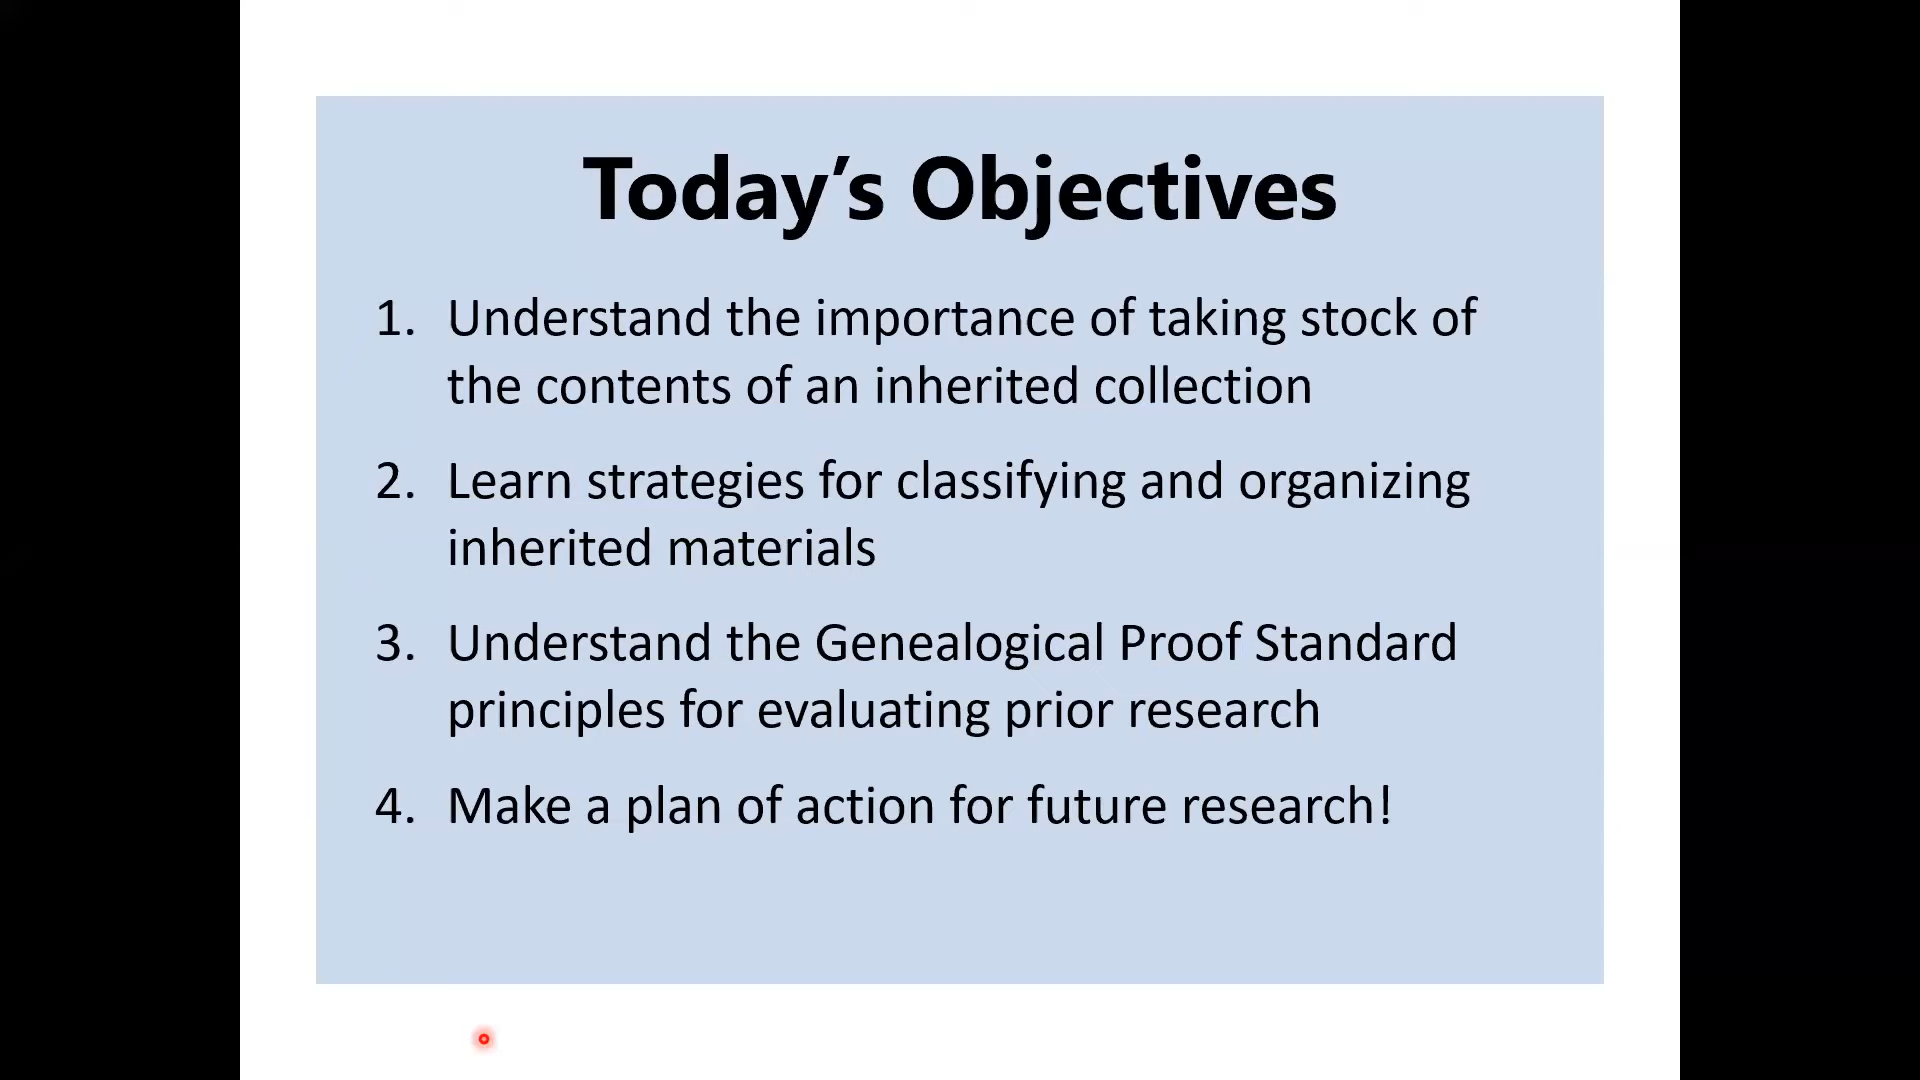 Today’s Objectives
1. Understand the importance of taking stock of
the contents of an inherited collection
2. Learn strategies for classifying and organizing
inherited materials
3. Understand the Genealogical Proof Standard
principles for evaluating prior research
4. Make a plan of action for future research!